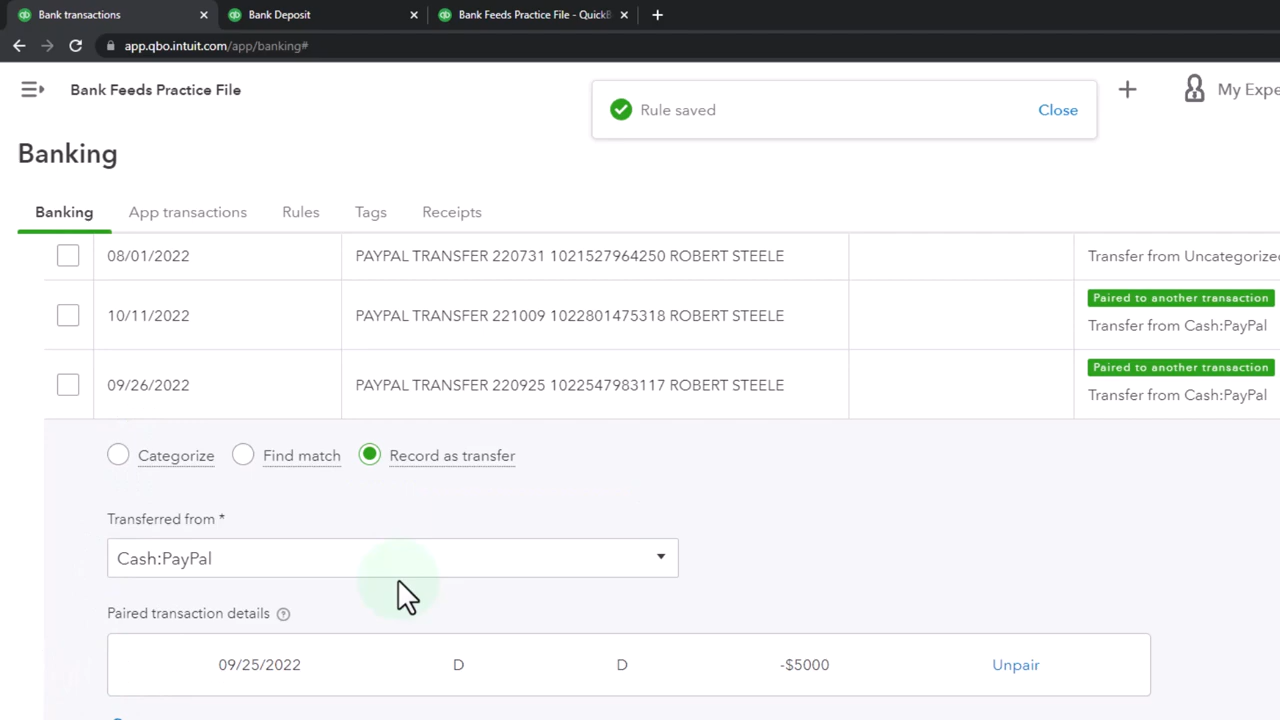 Bank transactions
Bank Deposit
Bank Feeds Practice File - QuickB
app.qbo.intuit.com/app/banking#
Bank Feeds Practice File
Rule saved
Close
My Expe
Banking
Banking
App transactions
Rules
Tags
Receipts
08/01/2022
PAYPAL TRANSFER 220731 1021527964250 ROBERT STEELE
Transfer from Uncategorize
10/11/2022
PAYPAL TRANSFER 221009 1022801475318 ROBERT STEELE
Paired to another transaction
Transfer from Cash:PayPal
09/26/2022
PAYPAL TRANSFER 220925 1022547983117 ROBERT STEELE
Paired to another transaction
Transfer from Cash:PayPal
Categorize
Find match
Record as transfer
Transferred from *
Cash:PayPal
Paired transaction details
09/25/2022
D
D
-$5000
Unpair